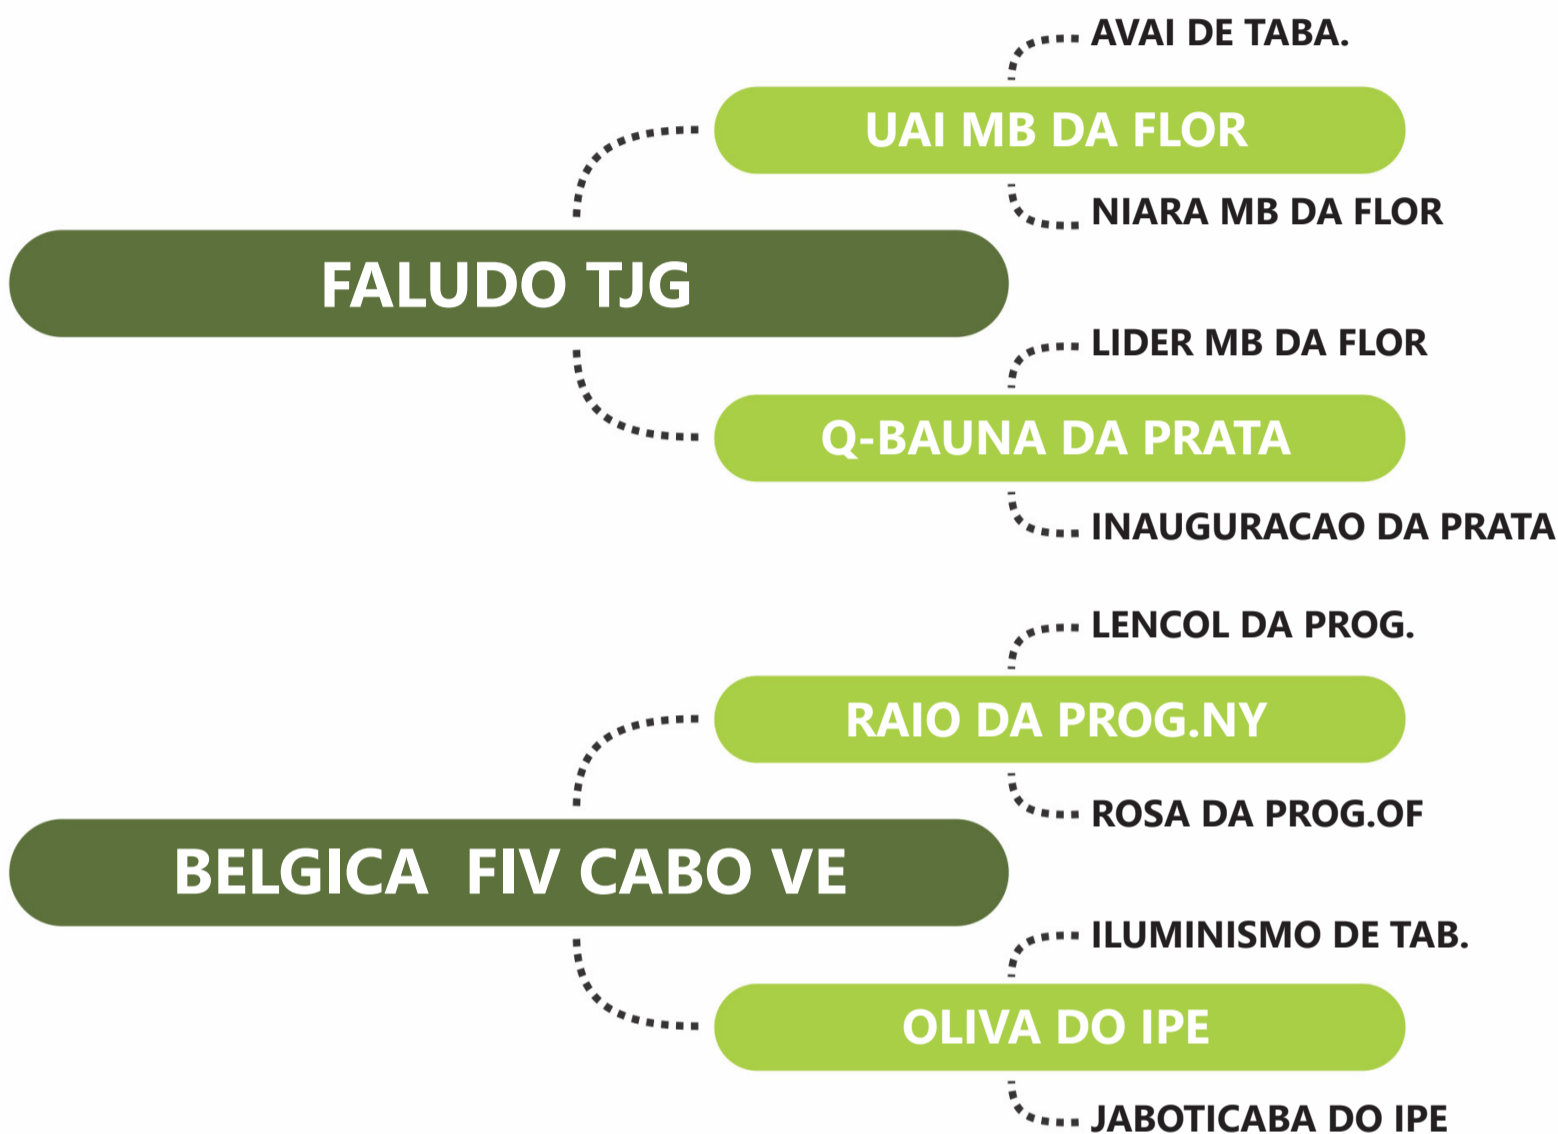 AVAI DE TABA.
UAI MB DA FLOR
NIARA MB DA FLOR
FALUDO TJG
LIDER MB DA FLOR
Q-BAUNA DA PRATA
INAUGURACAO DA PRATA
LENCOL DA PROG.
RAIO DA PROG.NY
ROSA DA PROG.OF
BELGICA  FIV CABO VE
ILUMINISMO DE TAB.
OLIVA DO IPE
JABOTICABA DO IPE